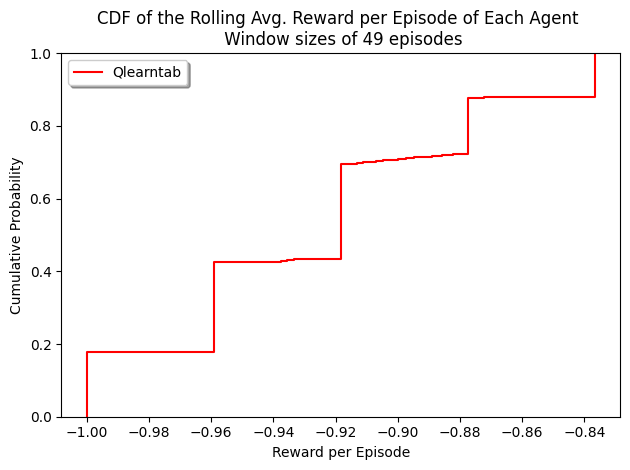 CDF of the Rolling Avg. Reward per Episode of Each Agent
Window sizes of 49 episodes
Qlearntab
Cumulative Probability
1.0
0.8
0.6
0.4
0.2
0.0
−1.00 −0.98 −0.96 −0.94 −0.92 −0.90 −0.88 −0.86 −0.84
Reward per Episode